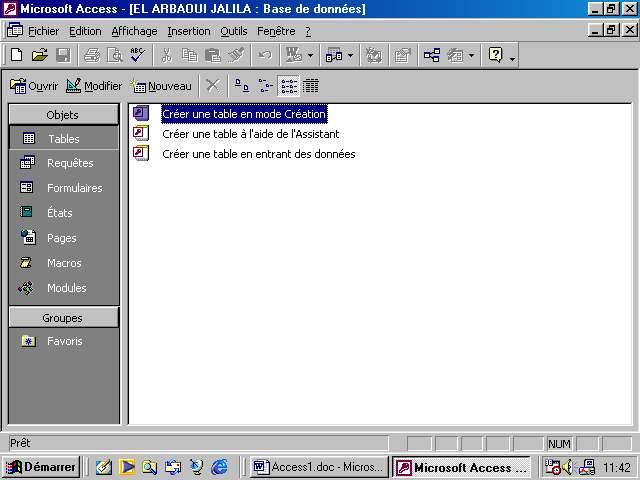 Microsoft Access - [EL ARBAOUI JALILA : Base de données]
Fichier Edition Affichage Insertion Outils Fenêtre ?
Ouvrir Modifier Nouveau
Objets
Tables
Requêtes
Formulaires
États
Pages
Macros
Modules
Groupes
Favoris
Créer une table en mode Création
Créer une table à l'aide de l'Assistant
Créer une table en entrant des données
Prêt
NUM
Démarrer
Access1.doc - Micros...
Microsoft Access ...
11:42